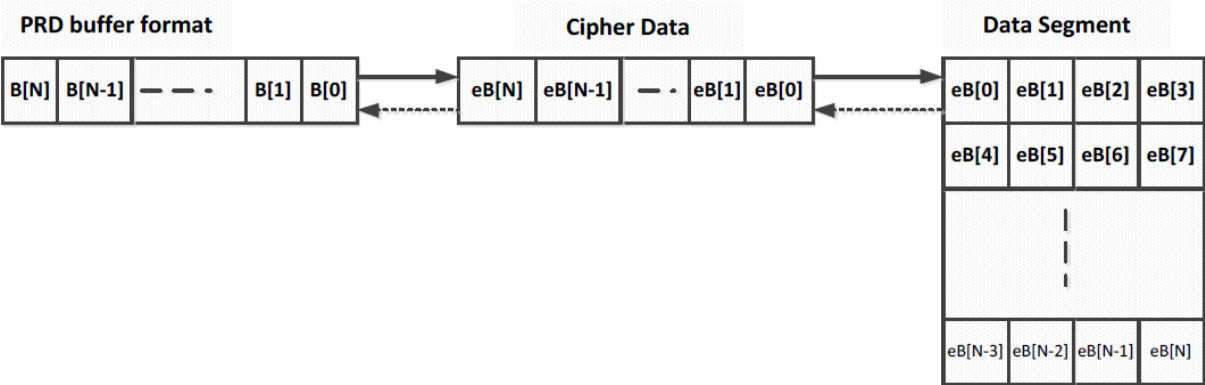 PRD buffer format
Cipher Data
Data Segment
B[N] B[N-1] B[1] B[0]
eB[N] eB[N-1] eB[1] eB[0]
eB[0] eB[1] eB[2] eB[3]
eB[4] eB[5] eB[6] eB[7]
eB[N-3] eB[N-2] eB[N-1] eB[N]